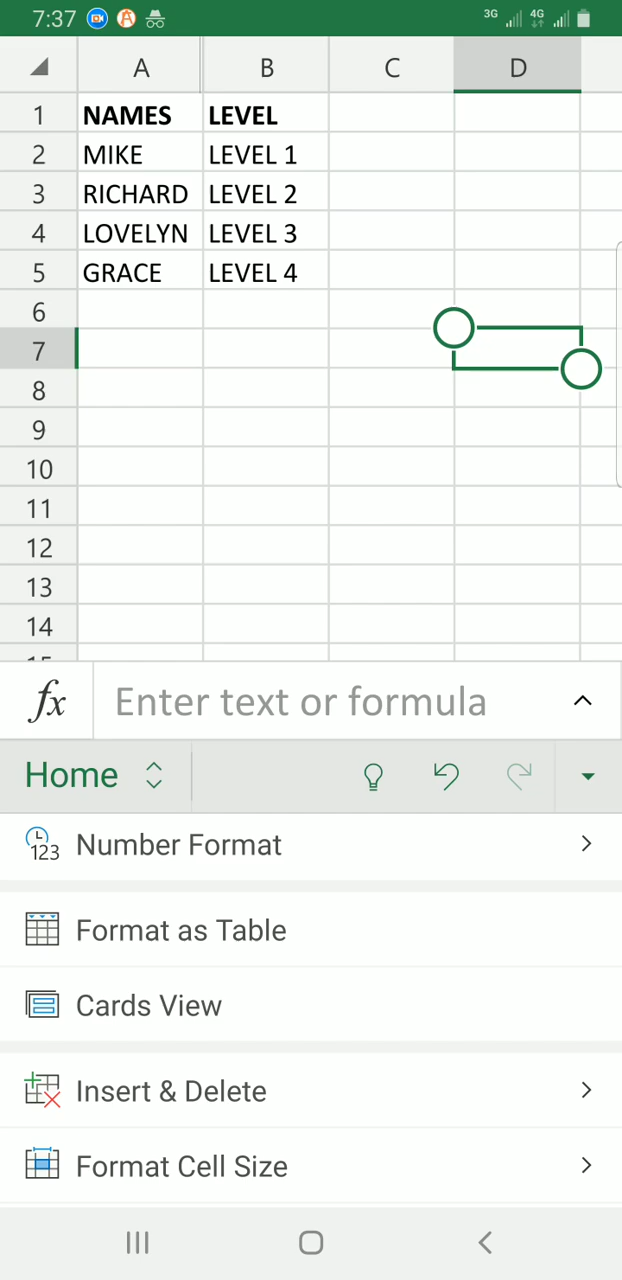 7:37 3G 4G
A B C D
1 NAMES LEVEL
2 MIKE LEVEL 1
3 RICHARD LEVEL 2
4 LOVELYN LEVEL 3
5 GRACE LEVEL 4
6
7
8
9
10
11
12
13
14
15
fx Enter text or formula
Home
123 Number Format
Format as Table
Cards View
Insert & Delete
Format Cell Size